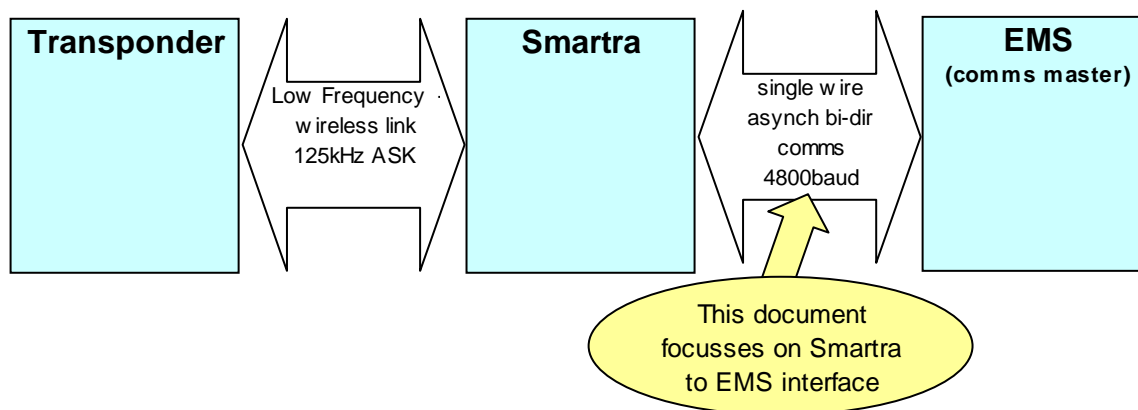 Transponder
Low Frequency
wireless link
125kHz ASK
Smartra
single wire
asynch bi-dir
comms
4800baud
EMS
(comms master)
This document
focusses on Smartra
to EMS interface